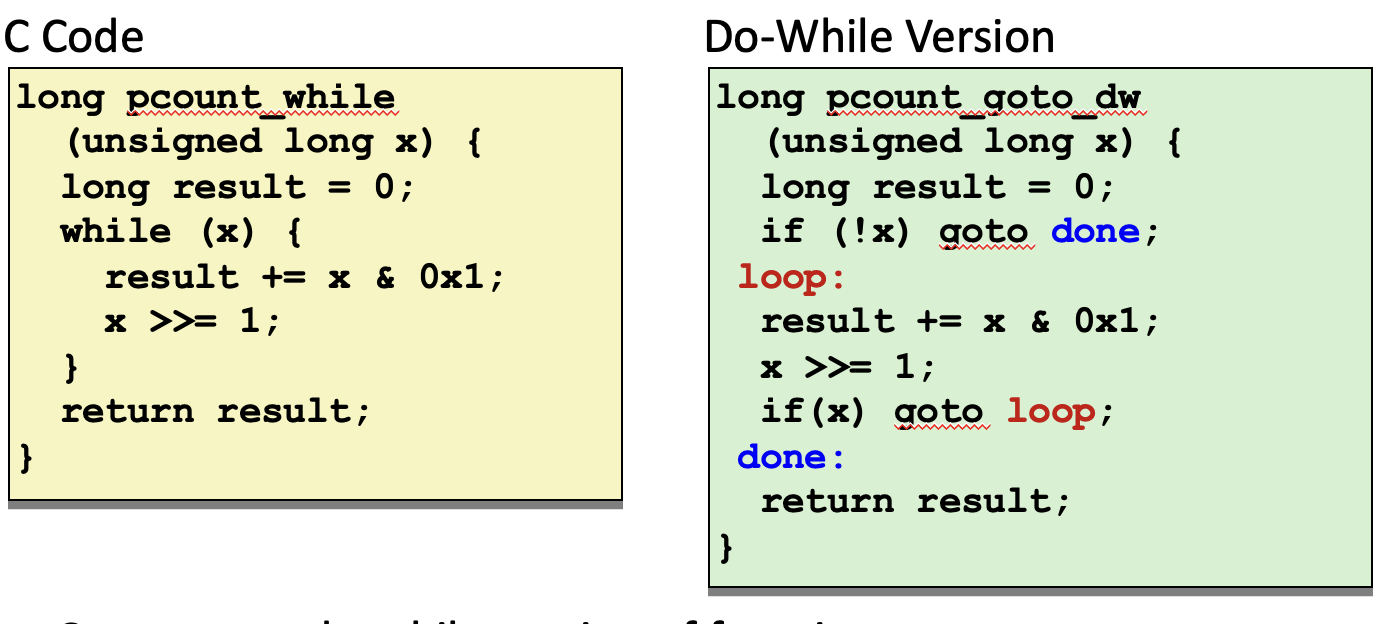 C Code
long pcount_while
(unsigned long x) {
long result = 0;
while (x) {
result += x & 0x1;
x >>= 1;
}
return result;
}
Do-While Version
long pcount_goto_dw
(unsigned long x) {
long result = 0;
if (!x) goto done;
loop:
result += x & 0x1;
x >>= 1;
if(x) goto loop;
done:
return result;
}